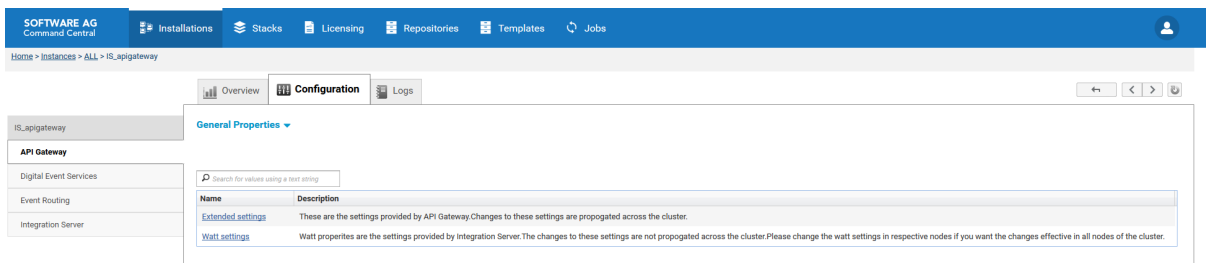 SOFTWARE AG
Command Central
Installations
Stacks
Licensing
Repositories
Templates
Jobs
Home > Instances > ALL > IS_apigateway
Overview
Configuration
Logs
IS_apigateway
API Gateway
Digital Event Services
Event Routing
Integration Server
General Properties
Search for values using a text string
Name Description
Extended settings These are the settings provided by API Gateway.Changes to these settings are propogated across the cluster.
Watt settings Watt properites are the settings provided by Integration Server.The changes to these settings are not propogated across the cluster.Please change the watt settings in respective nodes if you want the changes effective in all nodes of the cluster.